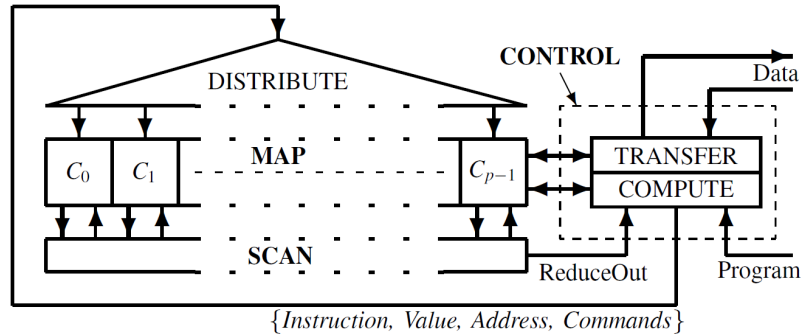 CONTROL
Data
DISTRIBUTE
MAP
C₀ C₁ Cₚ₋₁
TRANSFER
COMPUTE
SCAN
ReduceOut
Program
{Instruction, Value, Address, Commands}